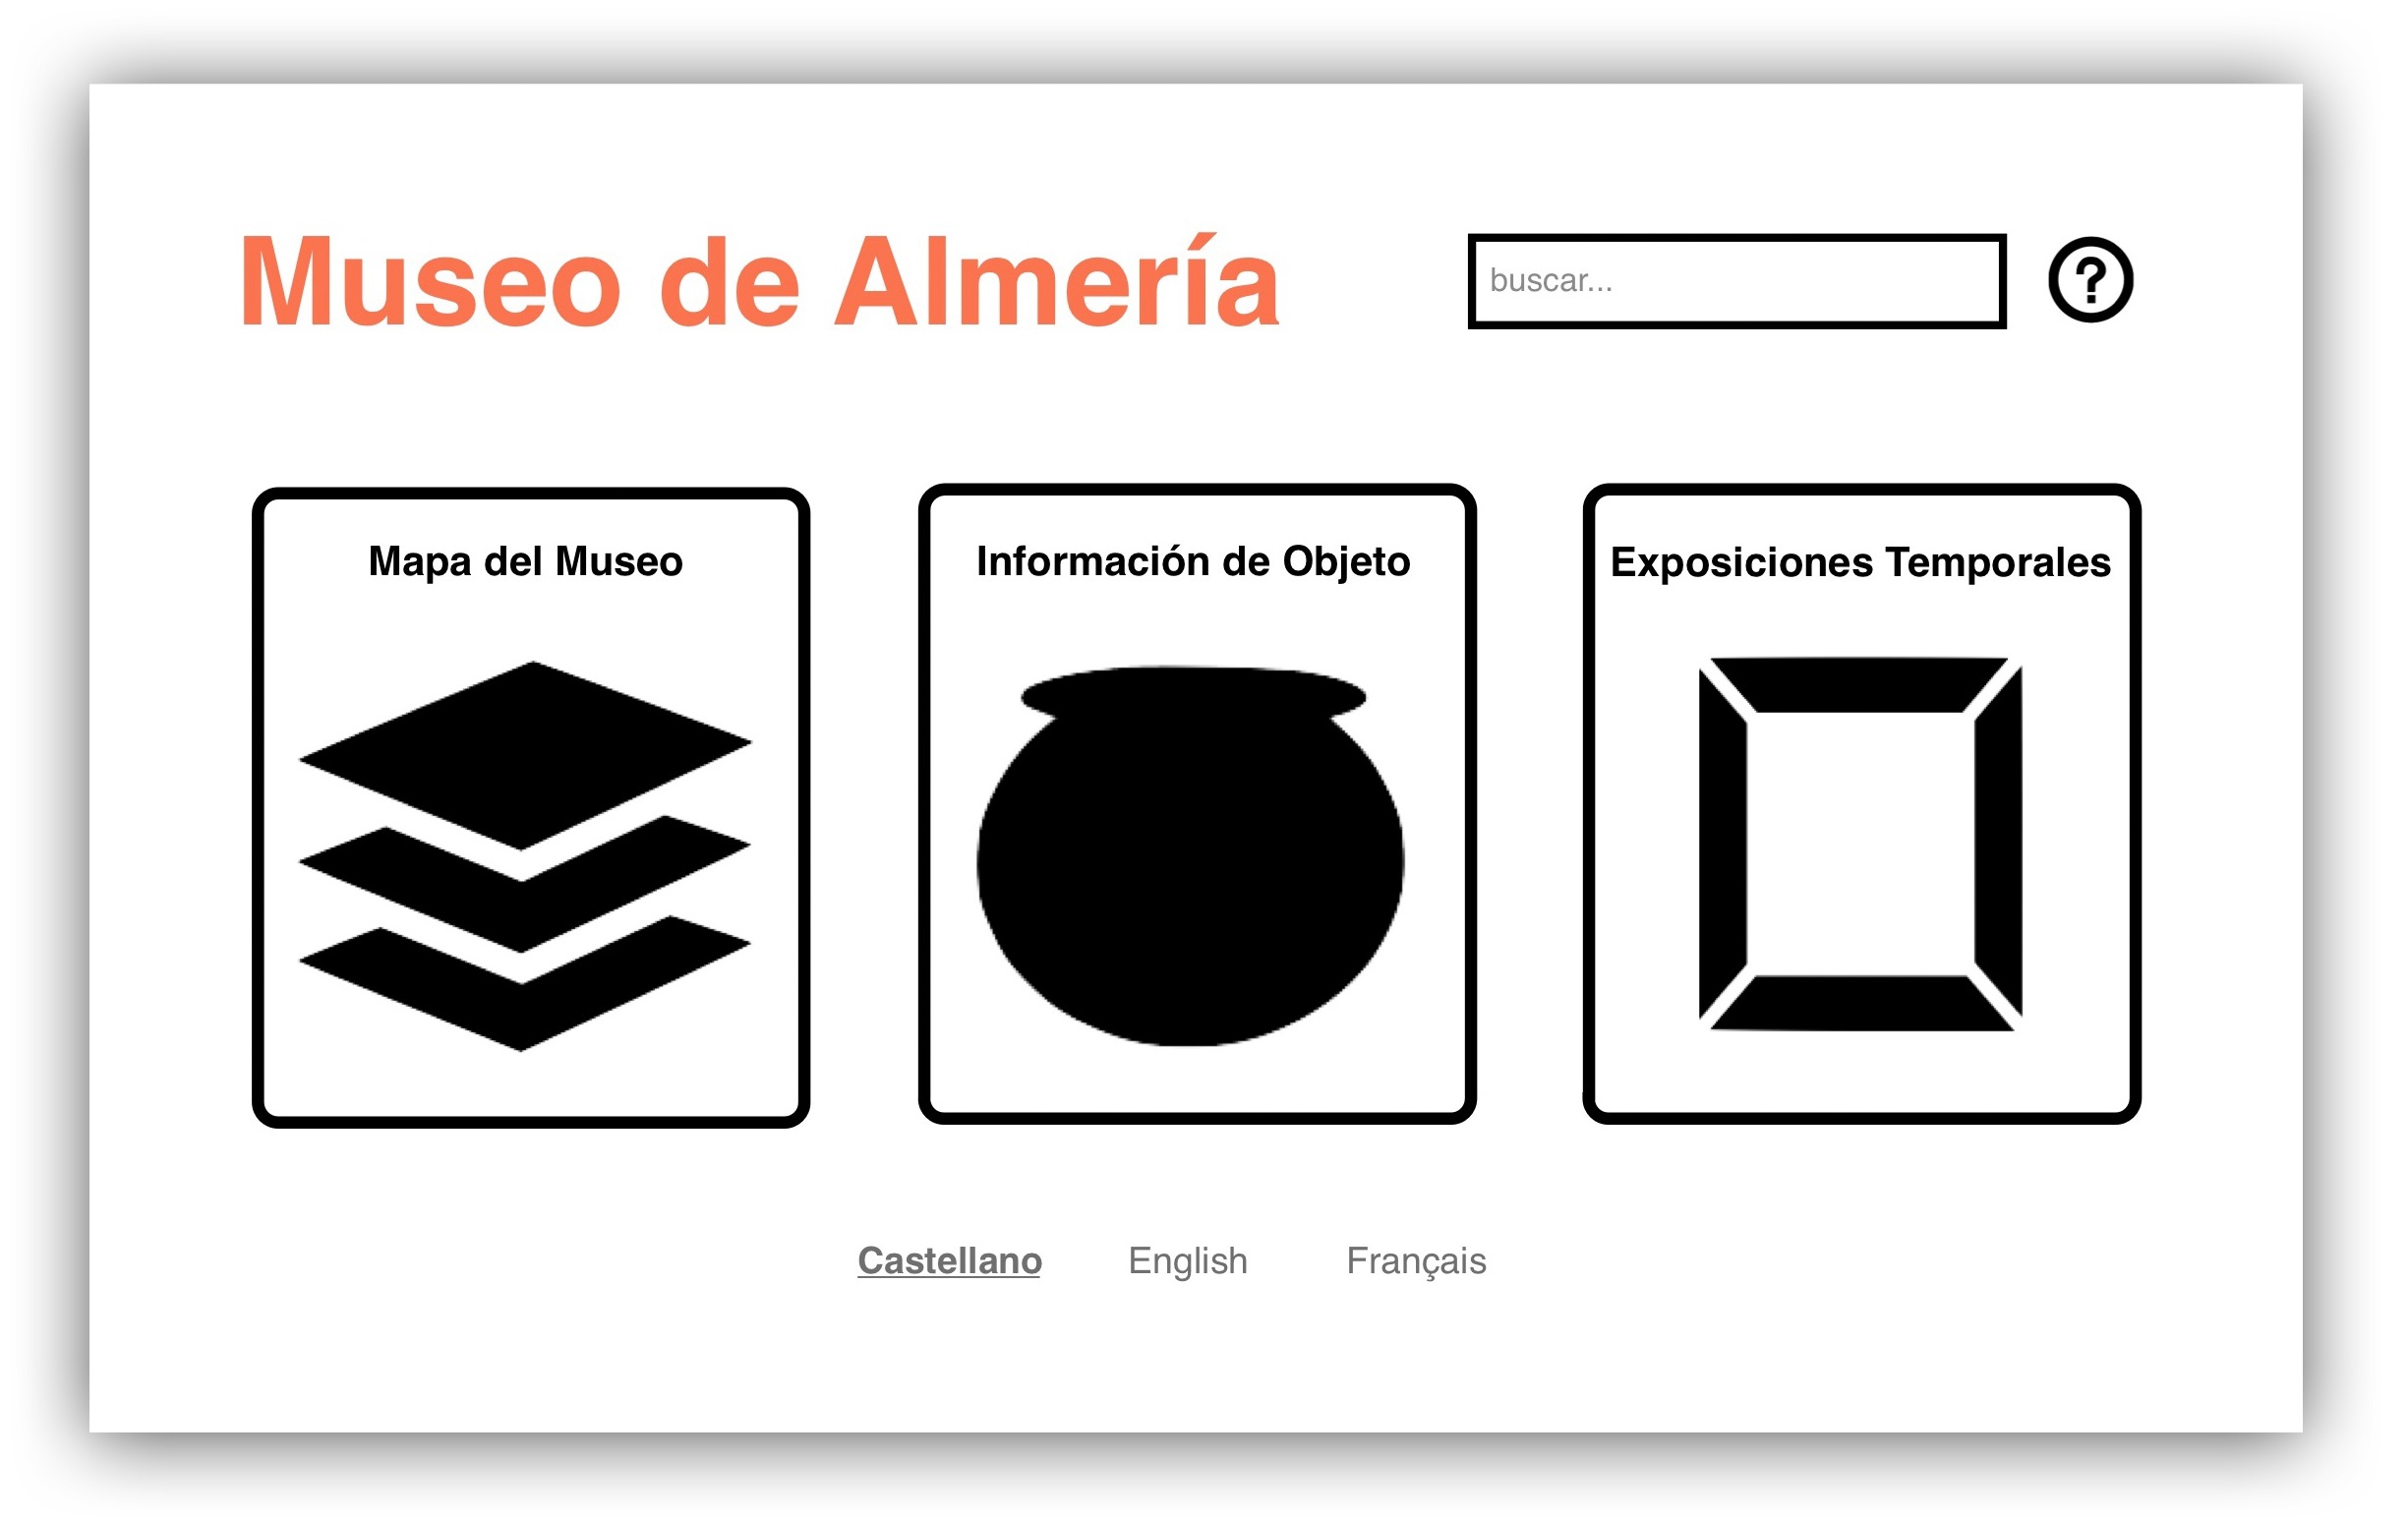 Museo de Almería
buscar...
?
Mapa del Museo
Información de Objeto
Exposiciones Temporales
Castellano
English
Français